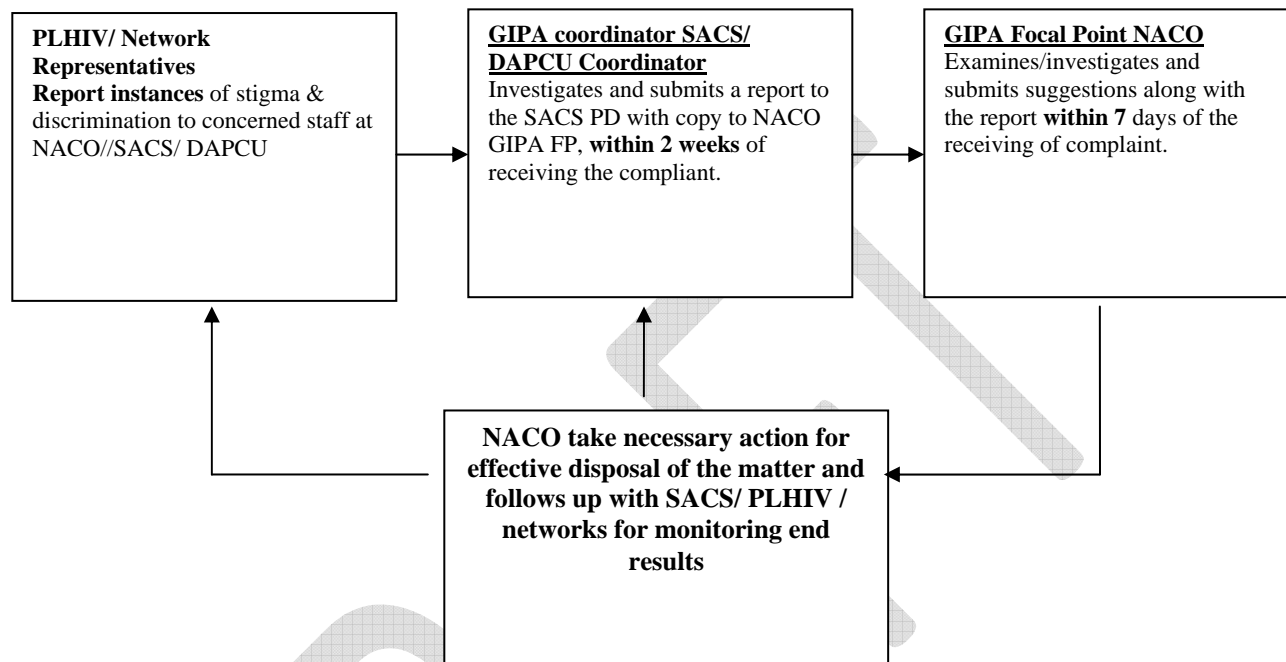 PLHIV/ Network
Representatives
Report instances of stigma &
discrimination to concerned staff at
NACO//SACS/ DAPCU
GIPA coordinator SACS/
DAPCU Coordinator
Investigates and submits a report to
the SACS PD with copy to NACO
GIPA FP, within 2 weeks of
receiving the compliant.
GIPA Focal Point NACO
Examines/investigates and
submits suggestions along with
the report within 7 days of the
receiving of complaint.
NACO take necessary action for
effective disposal of the matter and
follows up with SACS/ PLHIV /
networks for monitoring end
results